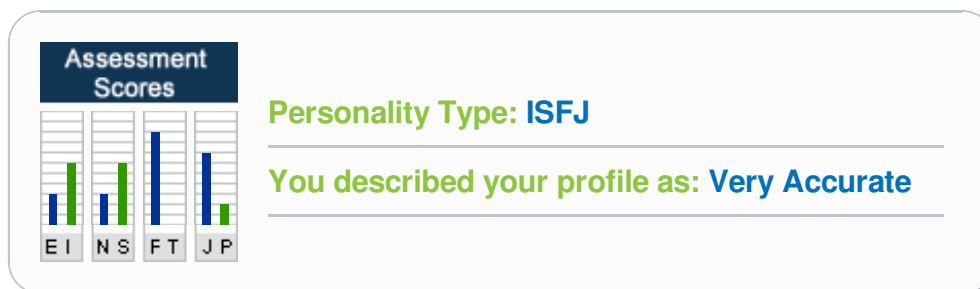 Assessment
Scores
Personality Type: ISFJ
You described your profile as: Very Accurate
E I N S F T J P